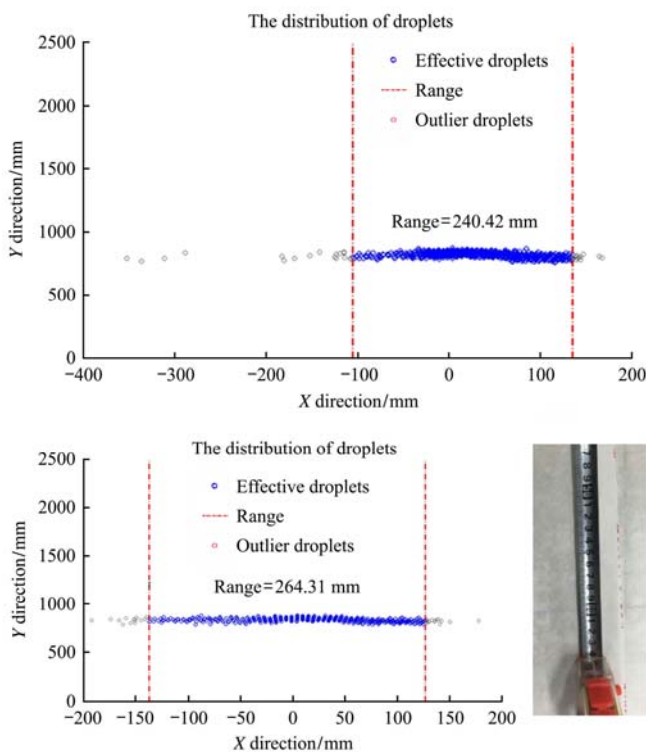 The distribution of droplets
2500
Effective droplets
2000
Range
Outlier droplets
1500
Y direction/mm
Range=240.42 mm
1000
500
0
−400 −300 −200 −100 0 100 200
X direction/mm
The distribution of droplets
2500
Effective droplets
2000
Range
Outlier droplets
1500
Y direction/mm
Range=264.31 mm
1000
500
0
−200 −150 −100 −50 0 50 100 150 200
X direction/mm